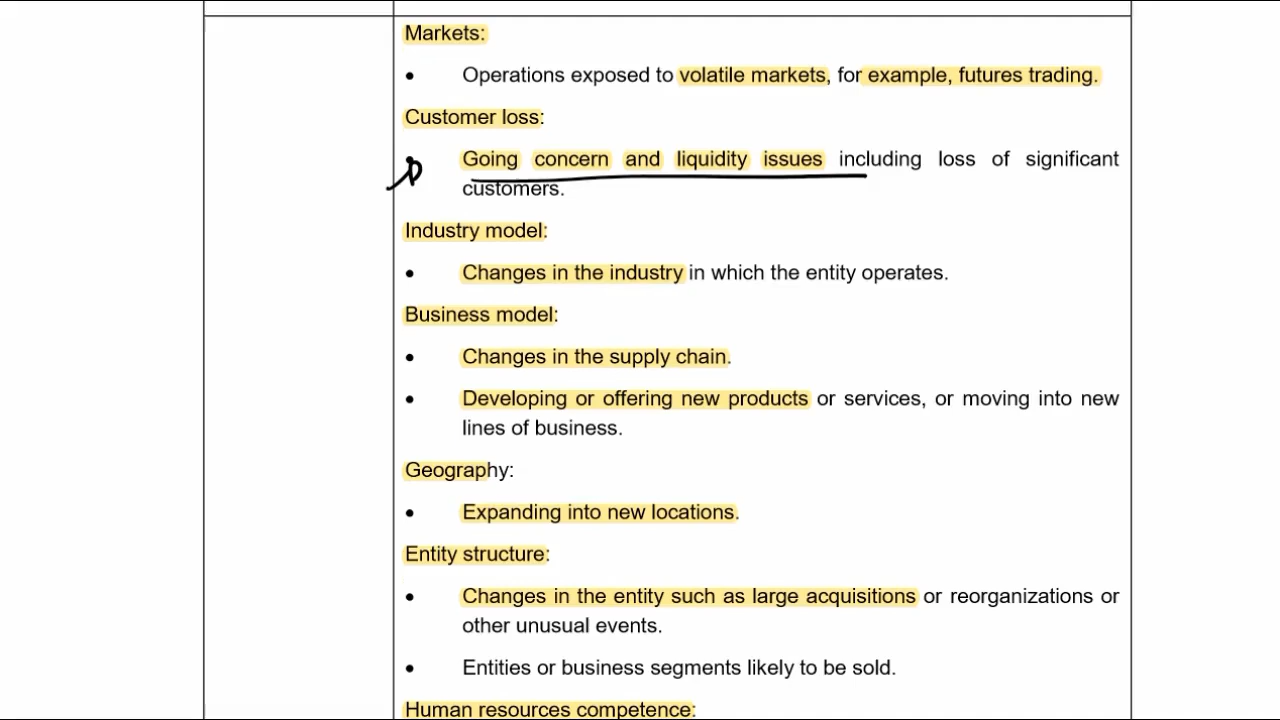 Markets:
• Operations exposed to volatile markets, for example, futures trading.
Customer loss:
Going concern and liquidity issues including loss of significant
customers.
Industry model:
• Changes in the industry in which the entity operates.
Business model:
• Changes in the supply chain.
• Developing or offering new products or services, or moving into new
lines of business.
Geography:
• Expanding into new locations.
Entity structure:
• Changes in the entity such as large acquisitions or reorganizations or
other unusual events.
• Entities or business segments likely to be sold.
Human resources competence: